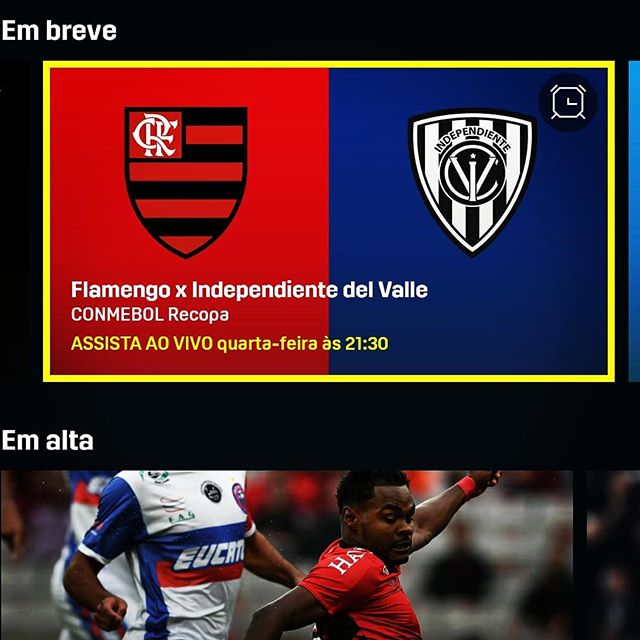 Em breve
CRF
INDEPENDIENTE
Flamengo x Independiente del Valle
CONMEBOL Recopa
ASSISTA AO VIVO quarta-feira às 21:30
Em alta
FAG
EUCAT
HA